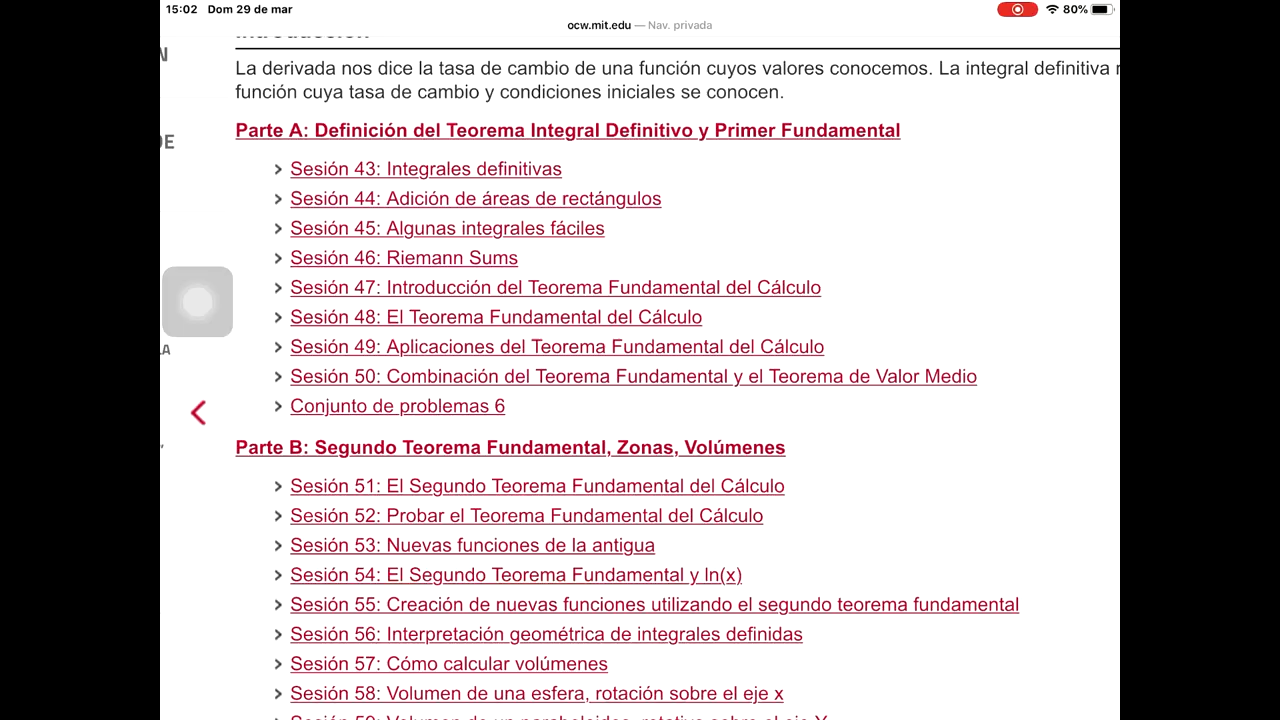 15:02 Dom 29 de mar
80%
ocw.mit.edu — Nav. privada
N
La derivada nos dice la tasa de cambio de una función cuyos valores conocemos. La integral definitiva
función cuya tasa de cambio y condiciones iniciales se conocen.
DE
Parte A: Definición del Teorema Integral Definitivo y Primer Fundamental
Sesión 43: Integrales definitivas
Sesión 44: Adición de áreas de rectángulos
Sesión 45: Algunas integrales fáciles
Sesión 46: Riemann Sums
Sesión 47: Introducción del Teorema Fundamental del Cálculo
Sesión 48: El Teorema Fundamental del Cálculo
LA
Sesión 49: Aplicaciones del Teorema Fundamental del Cálculo
Sesión 50: Combinación del Teorema Fundamental y el Teorema de Valor Medio
Conjunto de problemas 6
Parte B: Segundo Teorema Fundamental, Zonas, Volúmenes
Sesión 51: El Segundo Teorema Fundamental del Cálculo
Sesión 52: Probar el Teorema Fundamental del Cálculo
Sesión 53: Nuevas funciones de la antigua
Sesión 54: El Segundo Teorema Fundamental y ln(x)
Sesión 55: Creación de nuevas funciones utilizando el segundo teorema fundamental
Sesión 56: Interpretación geométrica de integrales definidas
Sesión 57: Cómo calcular volúmenes
Sesión 58: Volumen de una esfera, rotación sobre el eje x